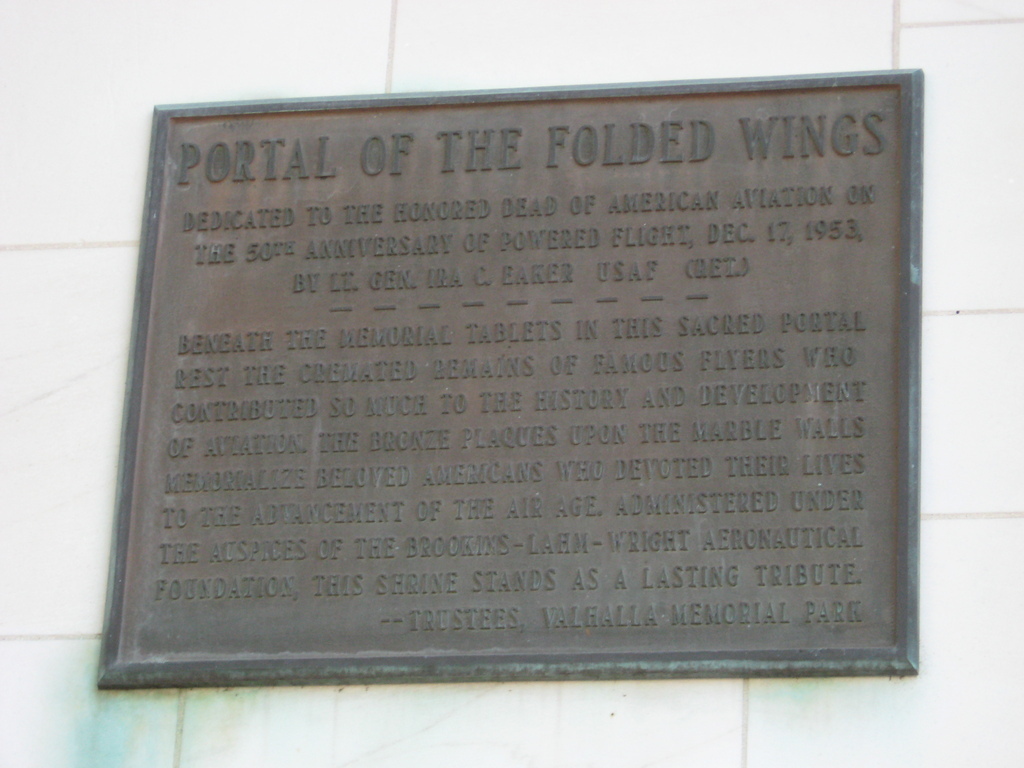 PORTAL OF THE FOLDED WINGS
DEDICATED TO THE HONORED DEAD OF AMERICAN AVIATION ON
THE 50TH ANNIVERSARY OF POWERED FLIGHT, DEC. 17, 1953,
BY LT. GEN. IRA C. EAKER USAF (RET.)
— — — — — — — — —
BENEATH THE MEMORIAL TABLETS IN THIS SACRED PORTAL
REST THE CREMATED REMAINS OF FAMOUS FLYERS WHO
CONTRIBUTED SO MUCH TO THE HISTORY AND DEVELOPMENT
OF AVIATION. THE BRONZE PLAQUES UPON THE MARBLE WALLS
MEMORIALIZE BELOVED AMERICANS WHO DEVOTED THEIR LIVES
TO THE ADVANCEMENT OF THE AIR AGE. ADMINISTERED UNDER
THE AUSPICES OF THE BROOKINS-LAHM-WRIGHT AERONAUTICAL
FOUNDATION, THIS SHRINE STANDS AS A LASTING TRIBUTE.
--TRUSTEES, VALHALLA MEMORIAL PARK